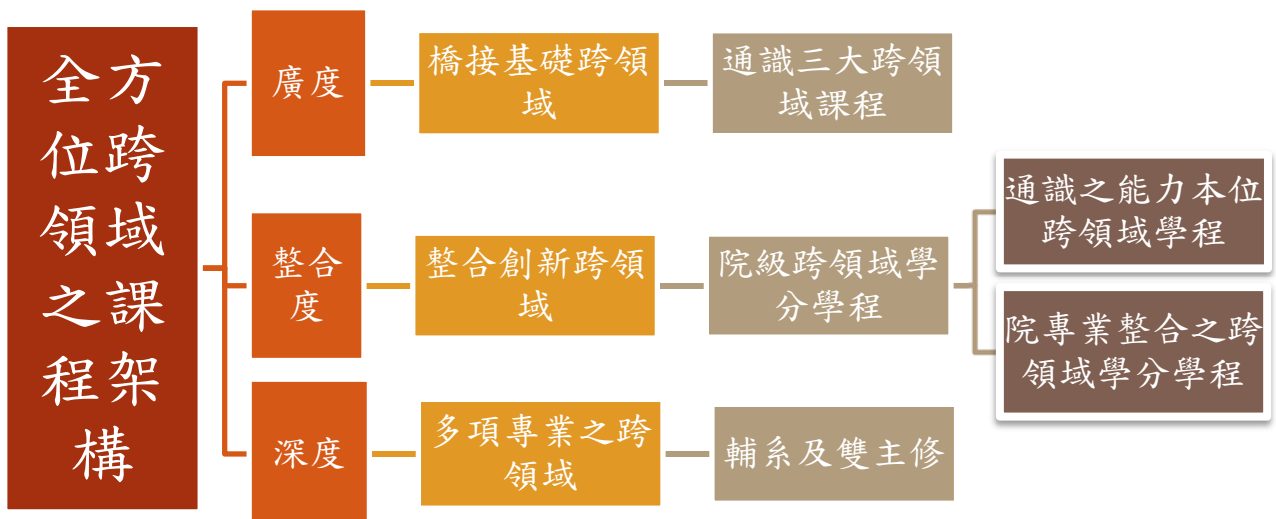 全方
位跨
領域
之課
程架
構
廣度
橋接基礎跨領
域
通識三大跨領
域課程
整合
度
整合創新跨領
域
院級跨領域學
分學程
通識之能力本位
跨領域學程
院專業整合之跨
領域學分學程
深度
多項專業之跨
領域
輔系及雙主修